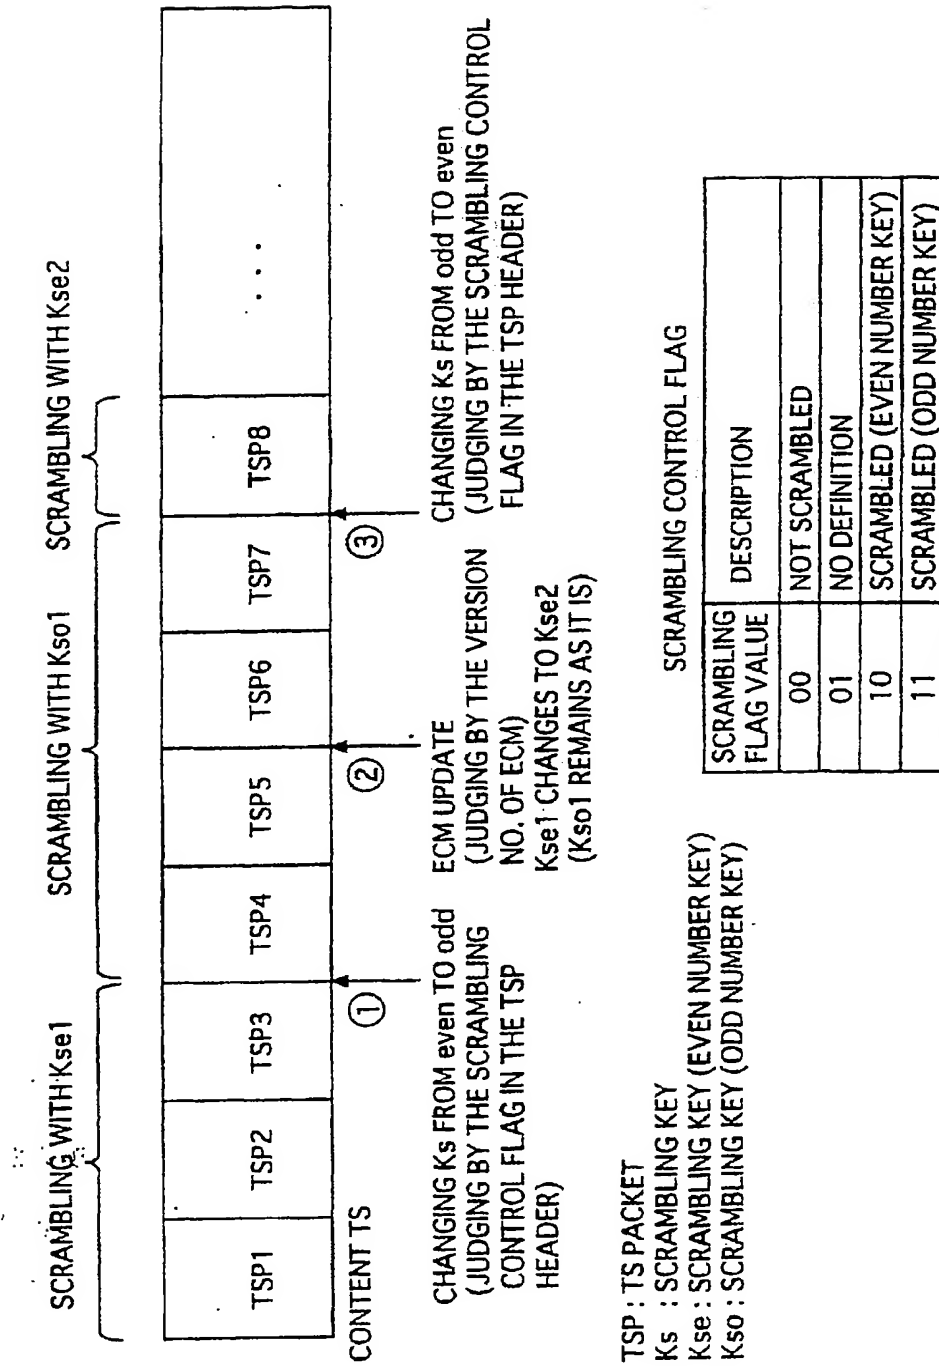 SCRAMBLING WITH Kse1
SCRAMBLING WITH Kso1
SCRAMBLING WITH Kse2
TSP1
TSP2
TSP3
TSP4
TSP5
TSP6
TSP7
TSP8
. . .
CONTENT TS
①
②
③
CHANGING Ks FROM even TO odd
(JUDGING BY THE SCRAMBLING
CONTROL FLAG IN THE TSP
HEADER)
ECM UPDATE
(JUDGING BY THE VERSION
NO. OF ECM)
Kse1 CHANGES TO Kse2
(Kso1 REMAINS AS IT IS)
CHANGING Ks FROM odd TO even
(JUDGING BY THE SCRAMBLING CONTROL
FLAG IN THE TSP HEADER)
TSP : TS PACKET
Ks : SCRAMBLING KEY
Kse : SCRAMBLING KEY (EVEN NUMBER KEY)
Kso : SCRAMBLING KEY (ODD NUMBER KEY)
SCRAMBLING CONTROL FLAG
SCRAMBLING
FLAG VALUE
DESCRIPTION
00 NOT SCRAMBLED
01 NO DEFINITION
10 SCRAMBLED (EVEN NUMBER KEY)
11 SCRAMBLED (ODD NUMBER KEY)